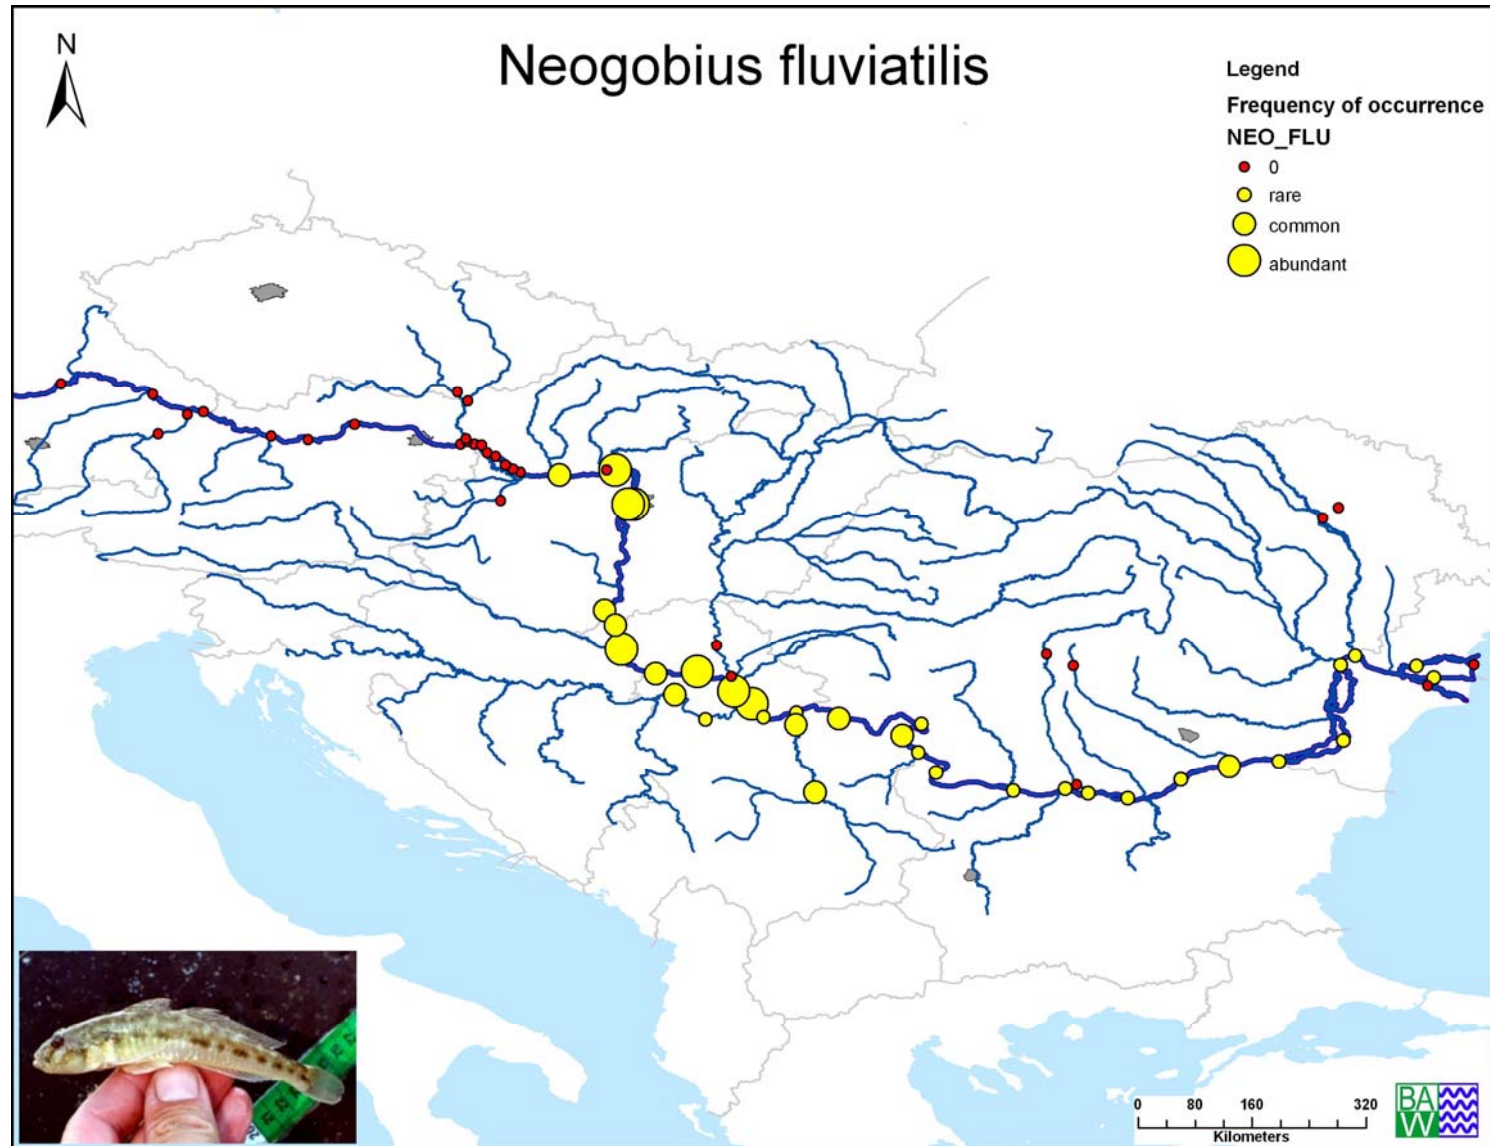 N
Neogobius fluviatilis
Legend
Frequency of occurrence
NEO_FLU
0
rare
common
abundant
0 80 160 320
Kilometers
BA
W